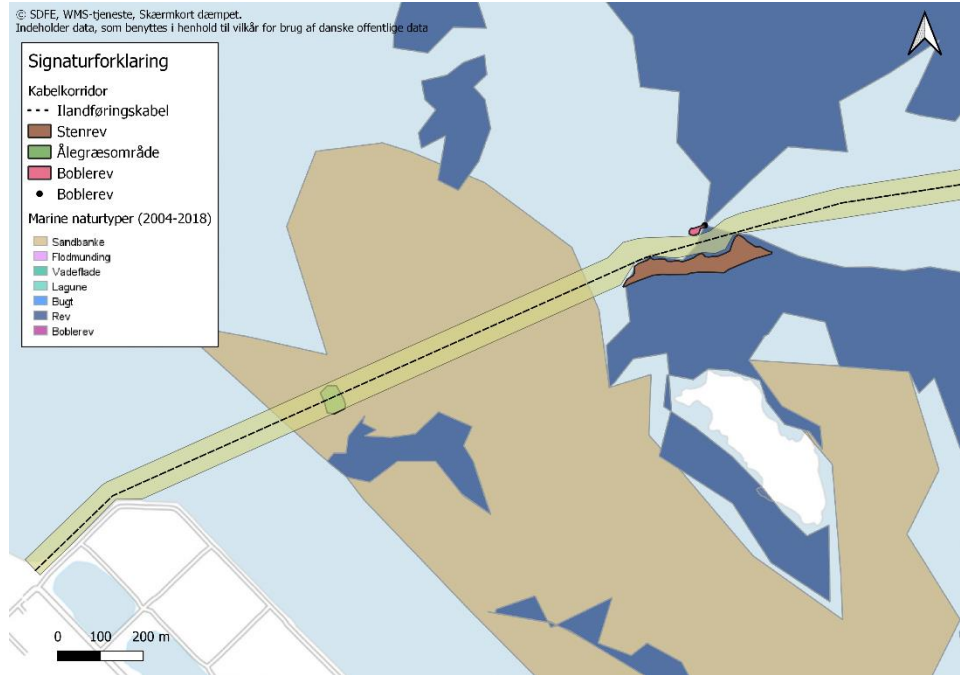 © SDFE, WMS-tjeneste, Skærmkort dæmpet.
Indeholder data, som benyttes i henhold til vilkår for brug af danske offentlige data
Signaturforklaring
Kabelkorridor
Ilandføringskabel
Stenrev
Ålegræsområde
Boblerev
Boblerev
Marine naturtyper (2004-2018)
Sandbanke
Flodmunding
Vadeflade
Lagune
Bugt
Rev
Boblerev
0 100 200 m